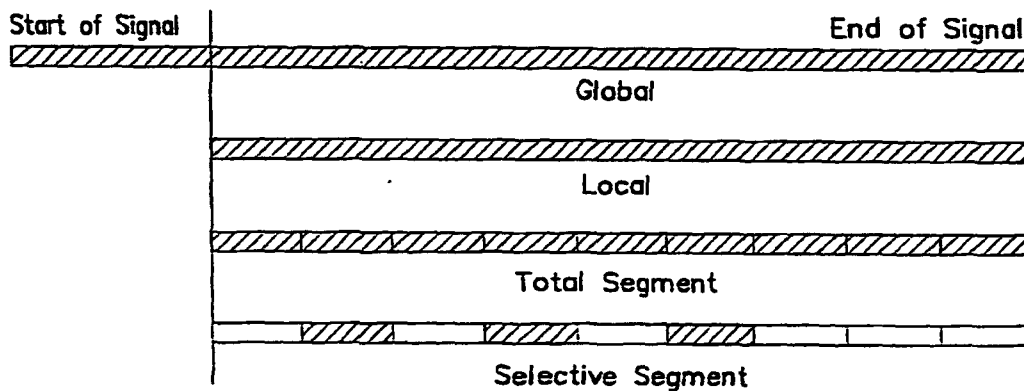 Start of Signal
End of Signal
Global
Local
Total Segment
Selective Segment